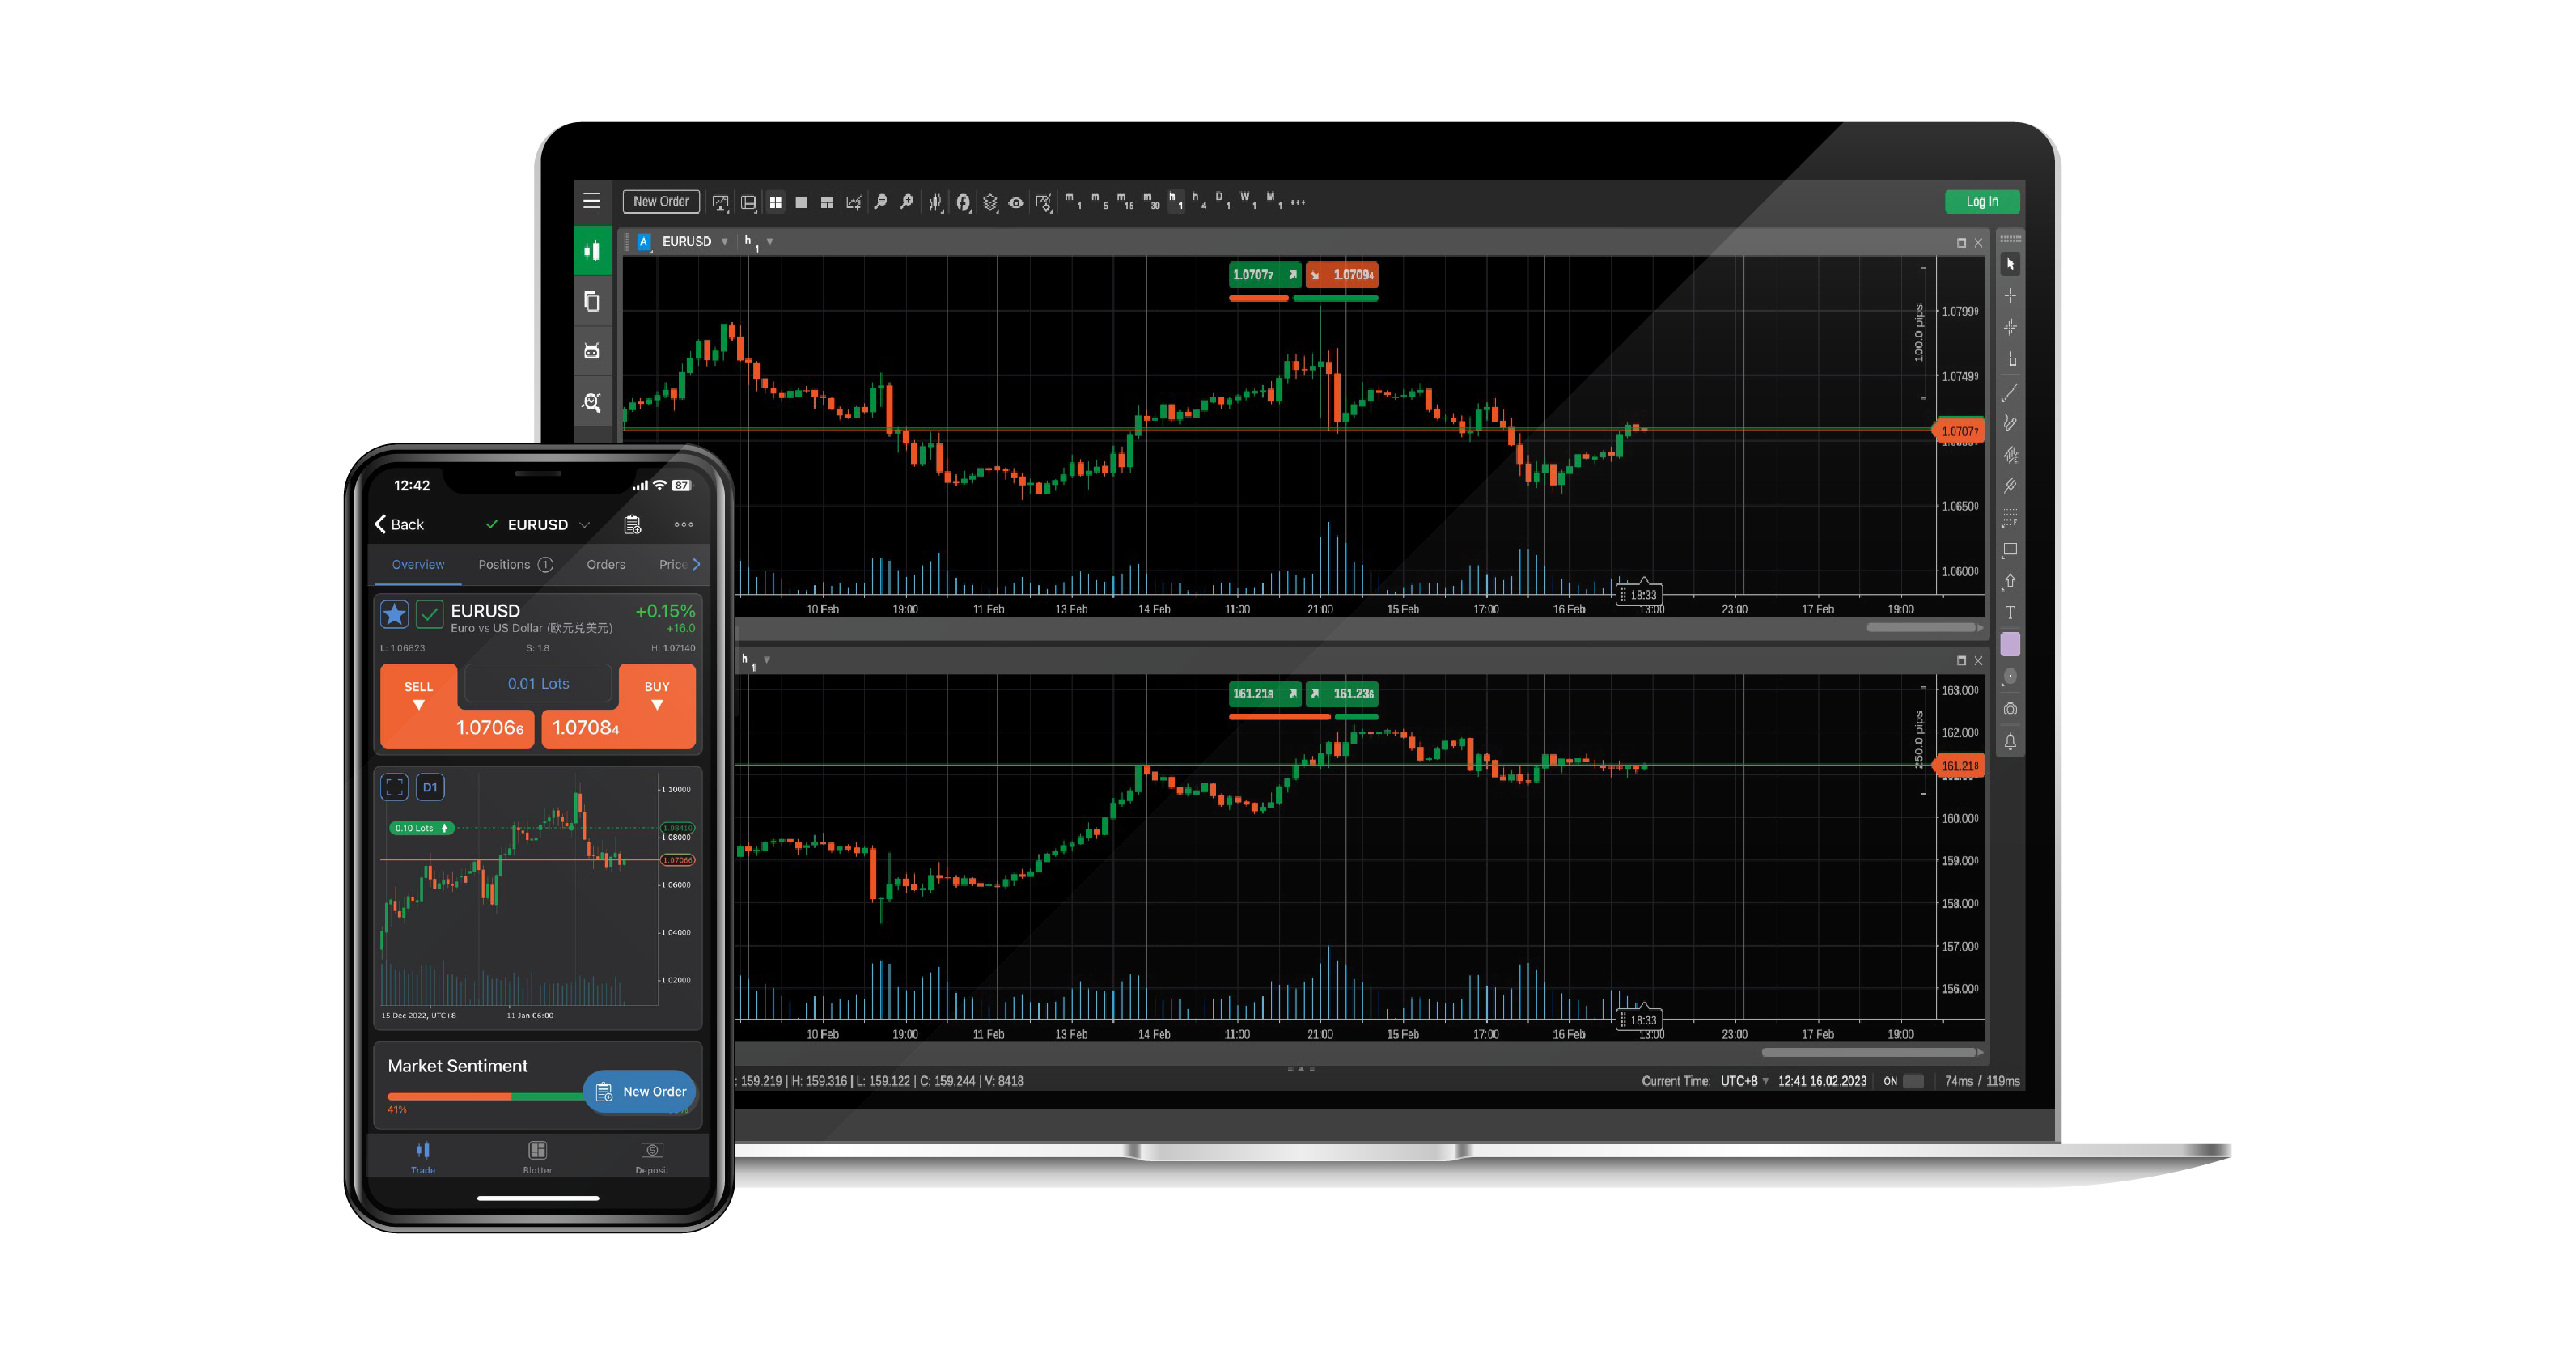 New Order
m1 m5 m15 m30 h1 h4 D1 W1 M1
Log In
A EURUSD h1
1.07077 1.07094
100.0 pips
1.07999
1.07499
1.07077
1.06500
1.06000
18:33
10 Feb 19:00 11 Feb 13 Feb 14 Feb 11:00 21:00 15 Feb 17:00 16 Feb 13:00 23:00 17 Feb 19:00
h1
161.218 161.236
250.0 pips
163.000
162.000
161.218
160.000
159.000
158.000
157.000
156.000
18:33
10 Feb 19:00 11 Feb 13 Feb 14 Feb 11:00 21:00 15 Feb 17:00 16 Feb 13:00 23:00 17 Feb 19:00
: 159.219 | H: 159.316 | L: 159.122 | C: 159.244 | V: 8418
Current Time: UTC+8 12:41 16.02.2023 ON 74ms / 119ms
T
12:42 87
Back EURUSD
Overview Positions 1 Orders Price
EURUSD +0.15%
Euro vs US Dollar (欧元兑美元) +16.0
L: 1.06823 S: 1.8 H: 1.07140
SELL 0.01 Lots BUY
1.07066 1.07084
D1
1.10000
0.10 Lots 1.08410
1.08000
1.07066
1.06000
1.04000
1.02000
15 Dec 2022, UTC+8 11 Jan 06:00
Market Sentiment
New Order
41%
Trade Blotter Deposit